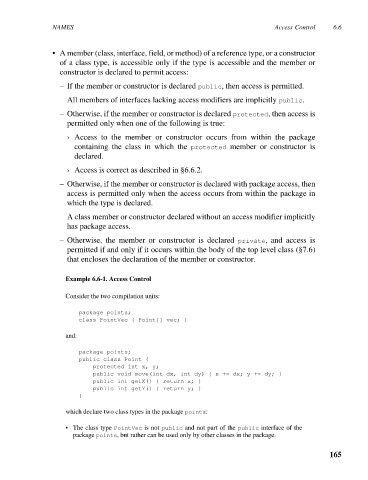 NAMES Access Control 6.6
• A member (class, interface, field, or method) of a reference type, or a constructor
of a class type, is accessible only if the type is accessible and the member or
constructor is declared to permit access:
– If the member or constructor is declared public, then access is permitted.
All members of interfaces lacking access modifiers are implicitly public.
– Otherwise, if the member or constructor is declared protected, then access is
permitted only when one of the following is true:
› Access to the member or constructor occurs from within the package
containing the class in which the protected member or constructor is
declared.
› Access is correct as described in §6.6.2.
– Otherwise, if the member or constructor is declared with package access, then
access is permitted only when the access occurs from within the package in
which the type is declared.
A class member or constructor declared without an access modifier implicitly
has package access.
– Otherwise, the member or constructor is declared private, and access is
permitted if and only if it occurs within the body of the top level class (§7.6)
that encloses the declaration of the member or constructor.
Example 6.6-1. Access Control
Consider the two compilation units:
package points;
class PointVec { Point[] vec; }
and:
package points;
public class Point {
protected int x, y;
public void move(int dx, int dy) { x += dx; y += dy; }
public int getX() { return x; }
public int getY() { return y; }
}
which declare two class types in the package points:
• The class type PointVec is not public and not part of the public interface of the
package points, but rather can be used only by other classes in the package.
165